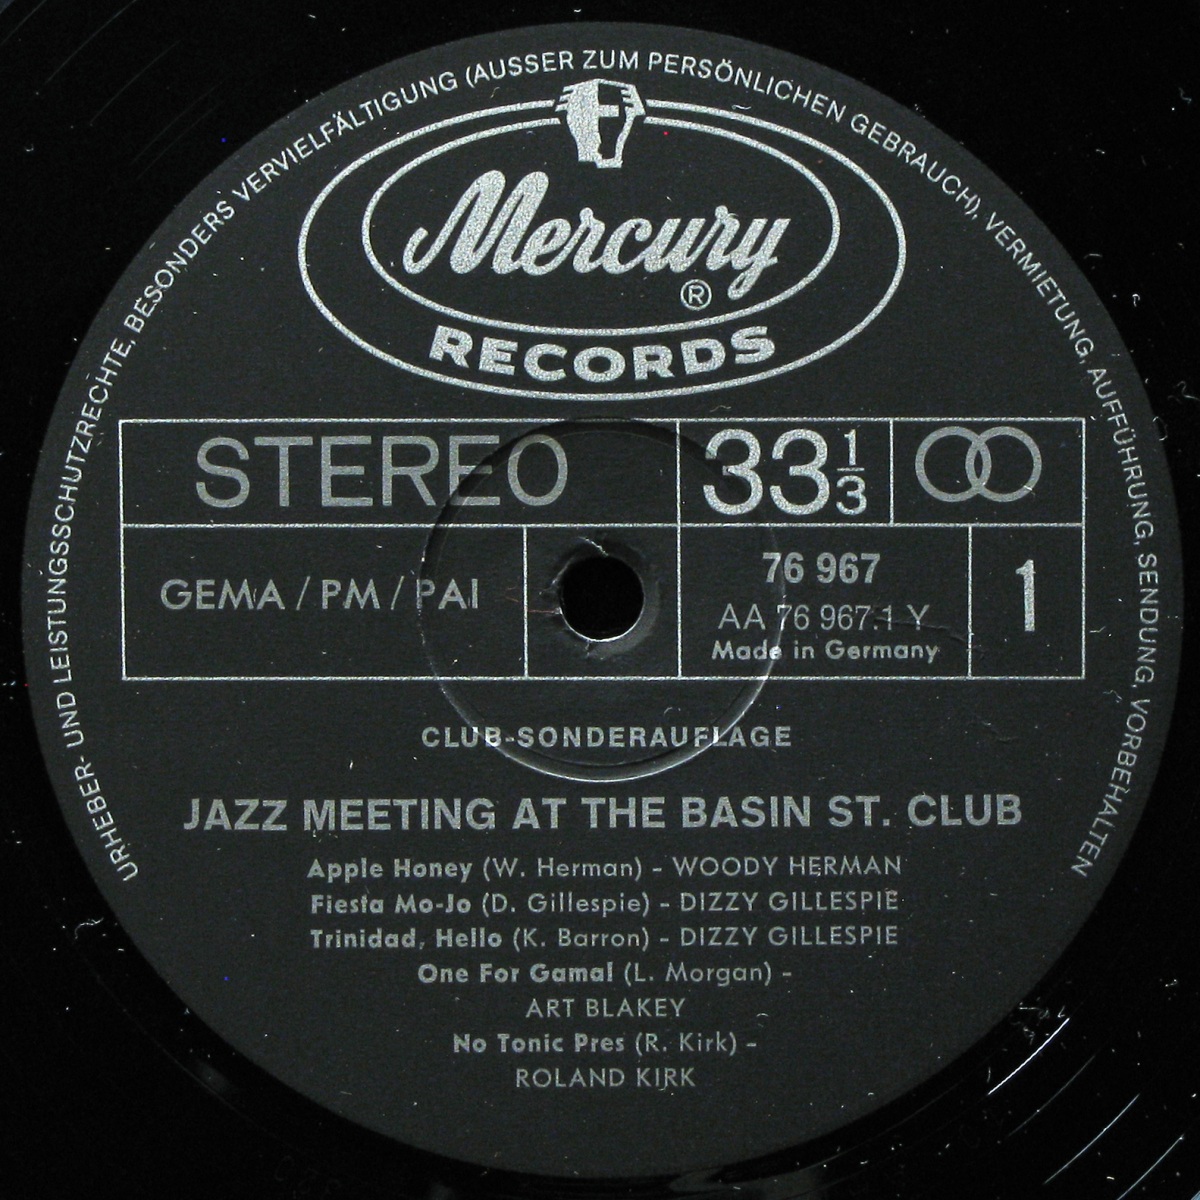 URHEBER- UND LEISTUNGSSCHUTZRECHTE, BESONDERS VERVIELFÄLTIGUNG (AUSSER ZUM PERSÖNLICHEN GEBRAUCH), VERMIETUNG, AUFFÜHRUNG, SENDUNG, VORBEHALTEN
Mercury
®
RECORDS
STEREO
33 1/3
GEMA / PM / PAI
76 967
AA 76 967.1 Y
Made in Germany
1
CLUB-SONDERAUFLAGE
JAZZ MEETING AT THE BASIN ST. CLUB
Apple Honey (W. Herman) - WOODY HERMAN
Fiesta Mo-Jo (D. Gillespie) - DIZZY GILLESPIE
Trinidad, Hello (K. Barron) - DIZZY GILLESPIE
One For Gamal (L. Morgan) -
ART BLAKEY
No Tonic Pres (R. Kirk) -
ROLAND KIRK